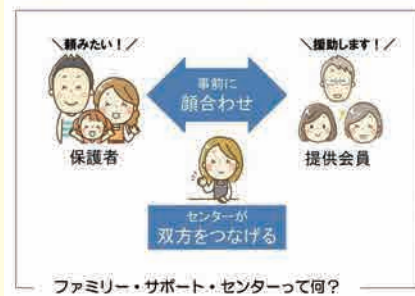 ＼頼みたい！／
＼援助します！／
事前に
顔合わせ
保護者
提供会員
センターが
双方をつなげる
ファミリー・サポート・センターって何？